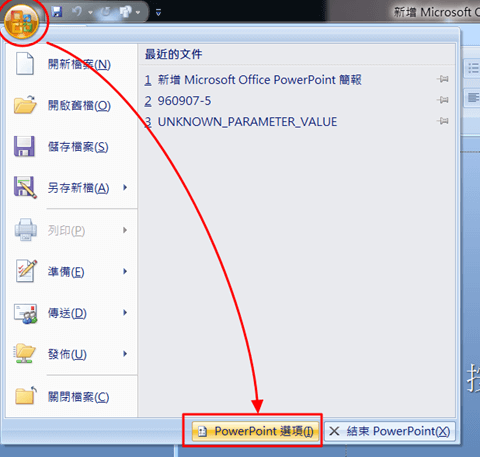 新增 Microsoft Of
最近的文件
開新檔案(N)
1 新增 Microsoft Office PowerPoint 簡報
2 960907-5
3 UNKNOWN_PARAMETER_VALUE
開啟舊檔(O)
儲存檔案(S)
另存新檔(A)
列印(P)
準備(E)
傳送(D)
發佈(U)
關閉檔案(C)
PowerPoint 選項(I)
結束 PowerPoint(X)